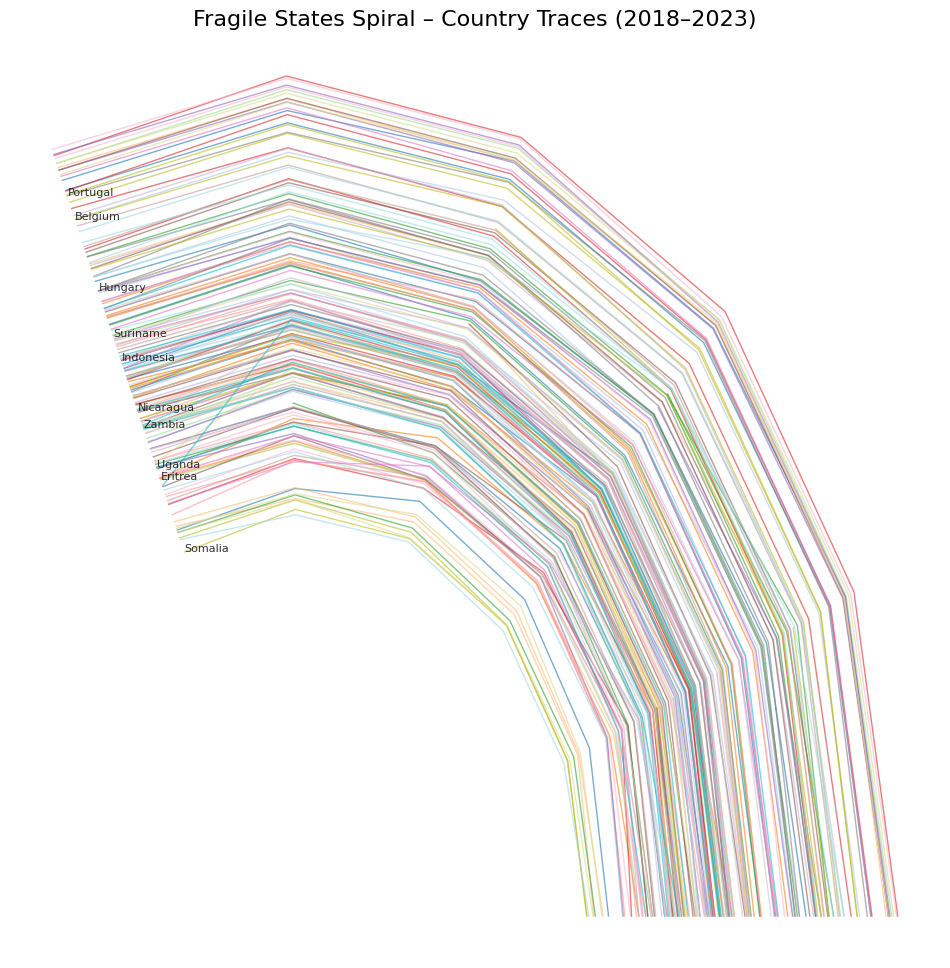 Fragile States Spiral – Country Traces (2018–2023)
Portugal
Belgium
Hungary
Suriname
Indonesia
Nicaragua
Zambia
Uganda
Eritrea
Somalia